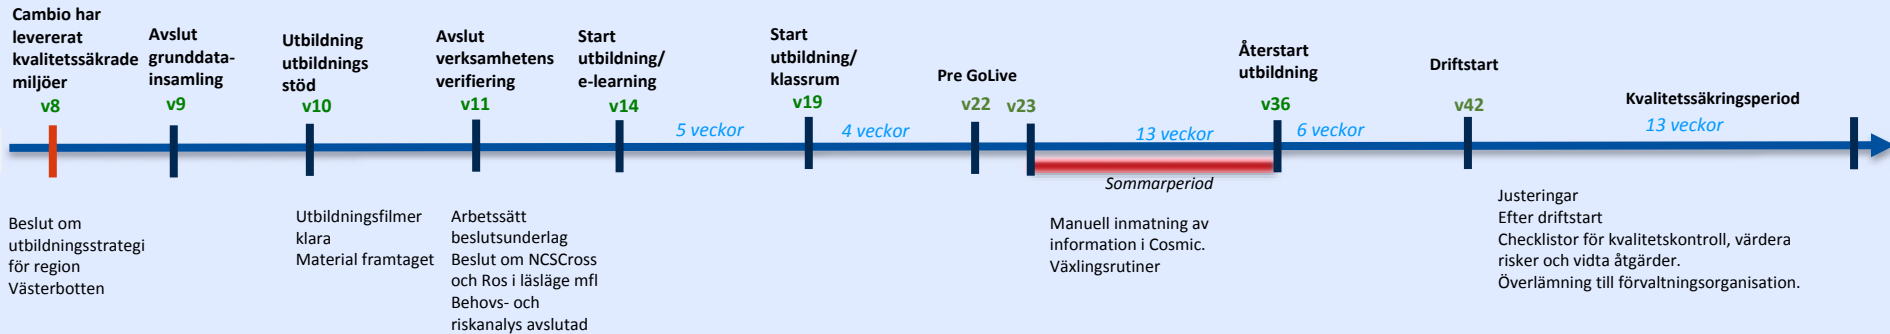 Cambio har
levererat
kvalitetssäkrade
miljöer
v8
Avslut
grunddata-
insamling
v9
Utbildning
utbildnings
stöd
v10
Avslut
verksamhetens
verifiering
v11
Start
utbildning/
e-learning
v14
5 veckor
Start
utbildning/
klassrum
v19
4 veckor
Pre GoLive
v22
v23
13 veckor
Sommarperiod
Återstart
utbildning
v36
6 veckor
Driftstart
v42
Kvalitetssäkringsperiod
13 veckor
Beslut om
utbildningsstrategi
för region
Västerbotten
Utbildningsfilmer
klara
Material framtaget
Arbetssätt
beslutsunderlag
Beslut om NCSCross
och Ros i läsläge mfl
Behovs- och
riskanalys avslutad
Manuell inmatning av
information i Cosmic.
Växlingsrutiner
Justeringar
Efter driftstart
Checklistor för kvalitetskontroll, värdera
risker och vidta åtgärder.
Överlämning till förvaltningsorganisation.